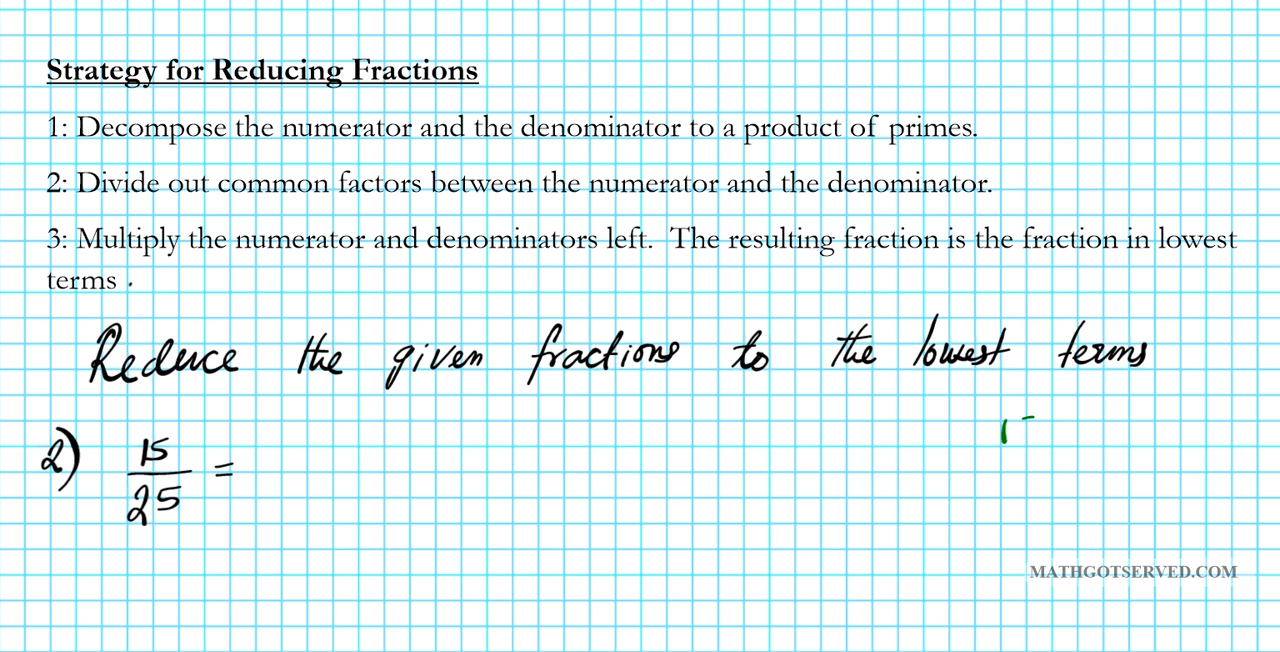 Strategy for Reducing Fractions
1: Decompose the numerator and the denominator to a product of primes.
2: Divide out common factors between the numerator and the denominator.
3: Multiply the numerator and denominators left.  The resulting fraction is the fraction in lowest
terms .
Reduce the given fractions to the lowest terms
2) 15
25 =
MATHGOTSERVED.COM